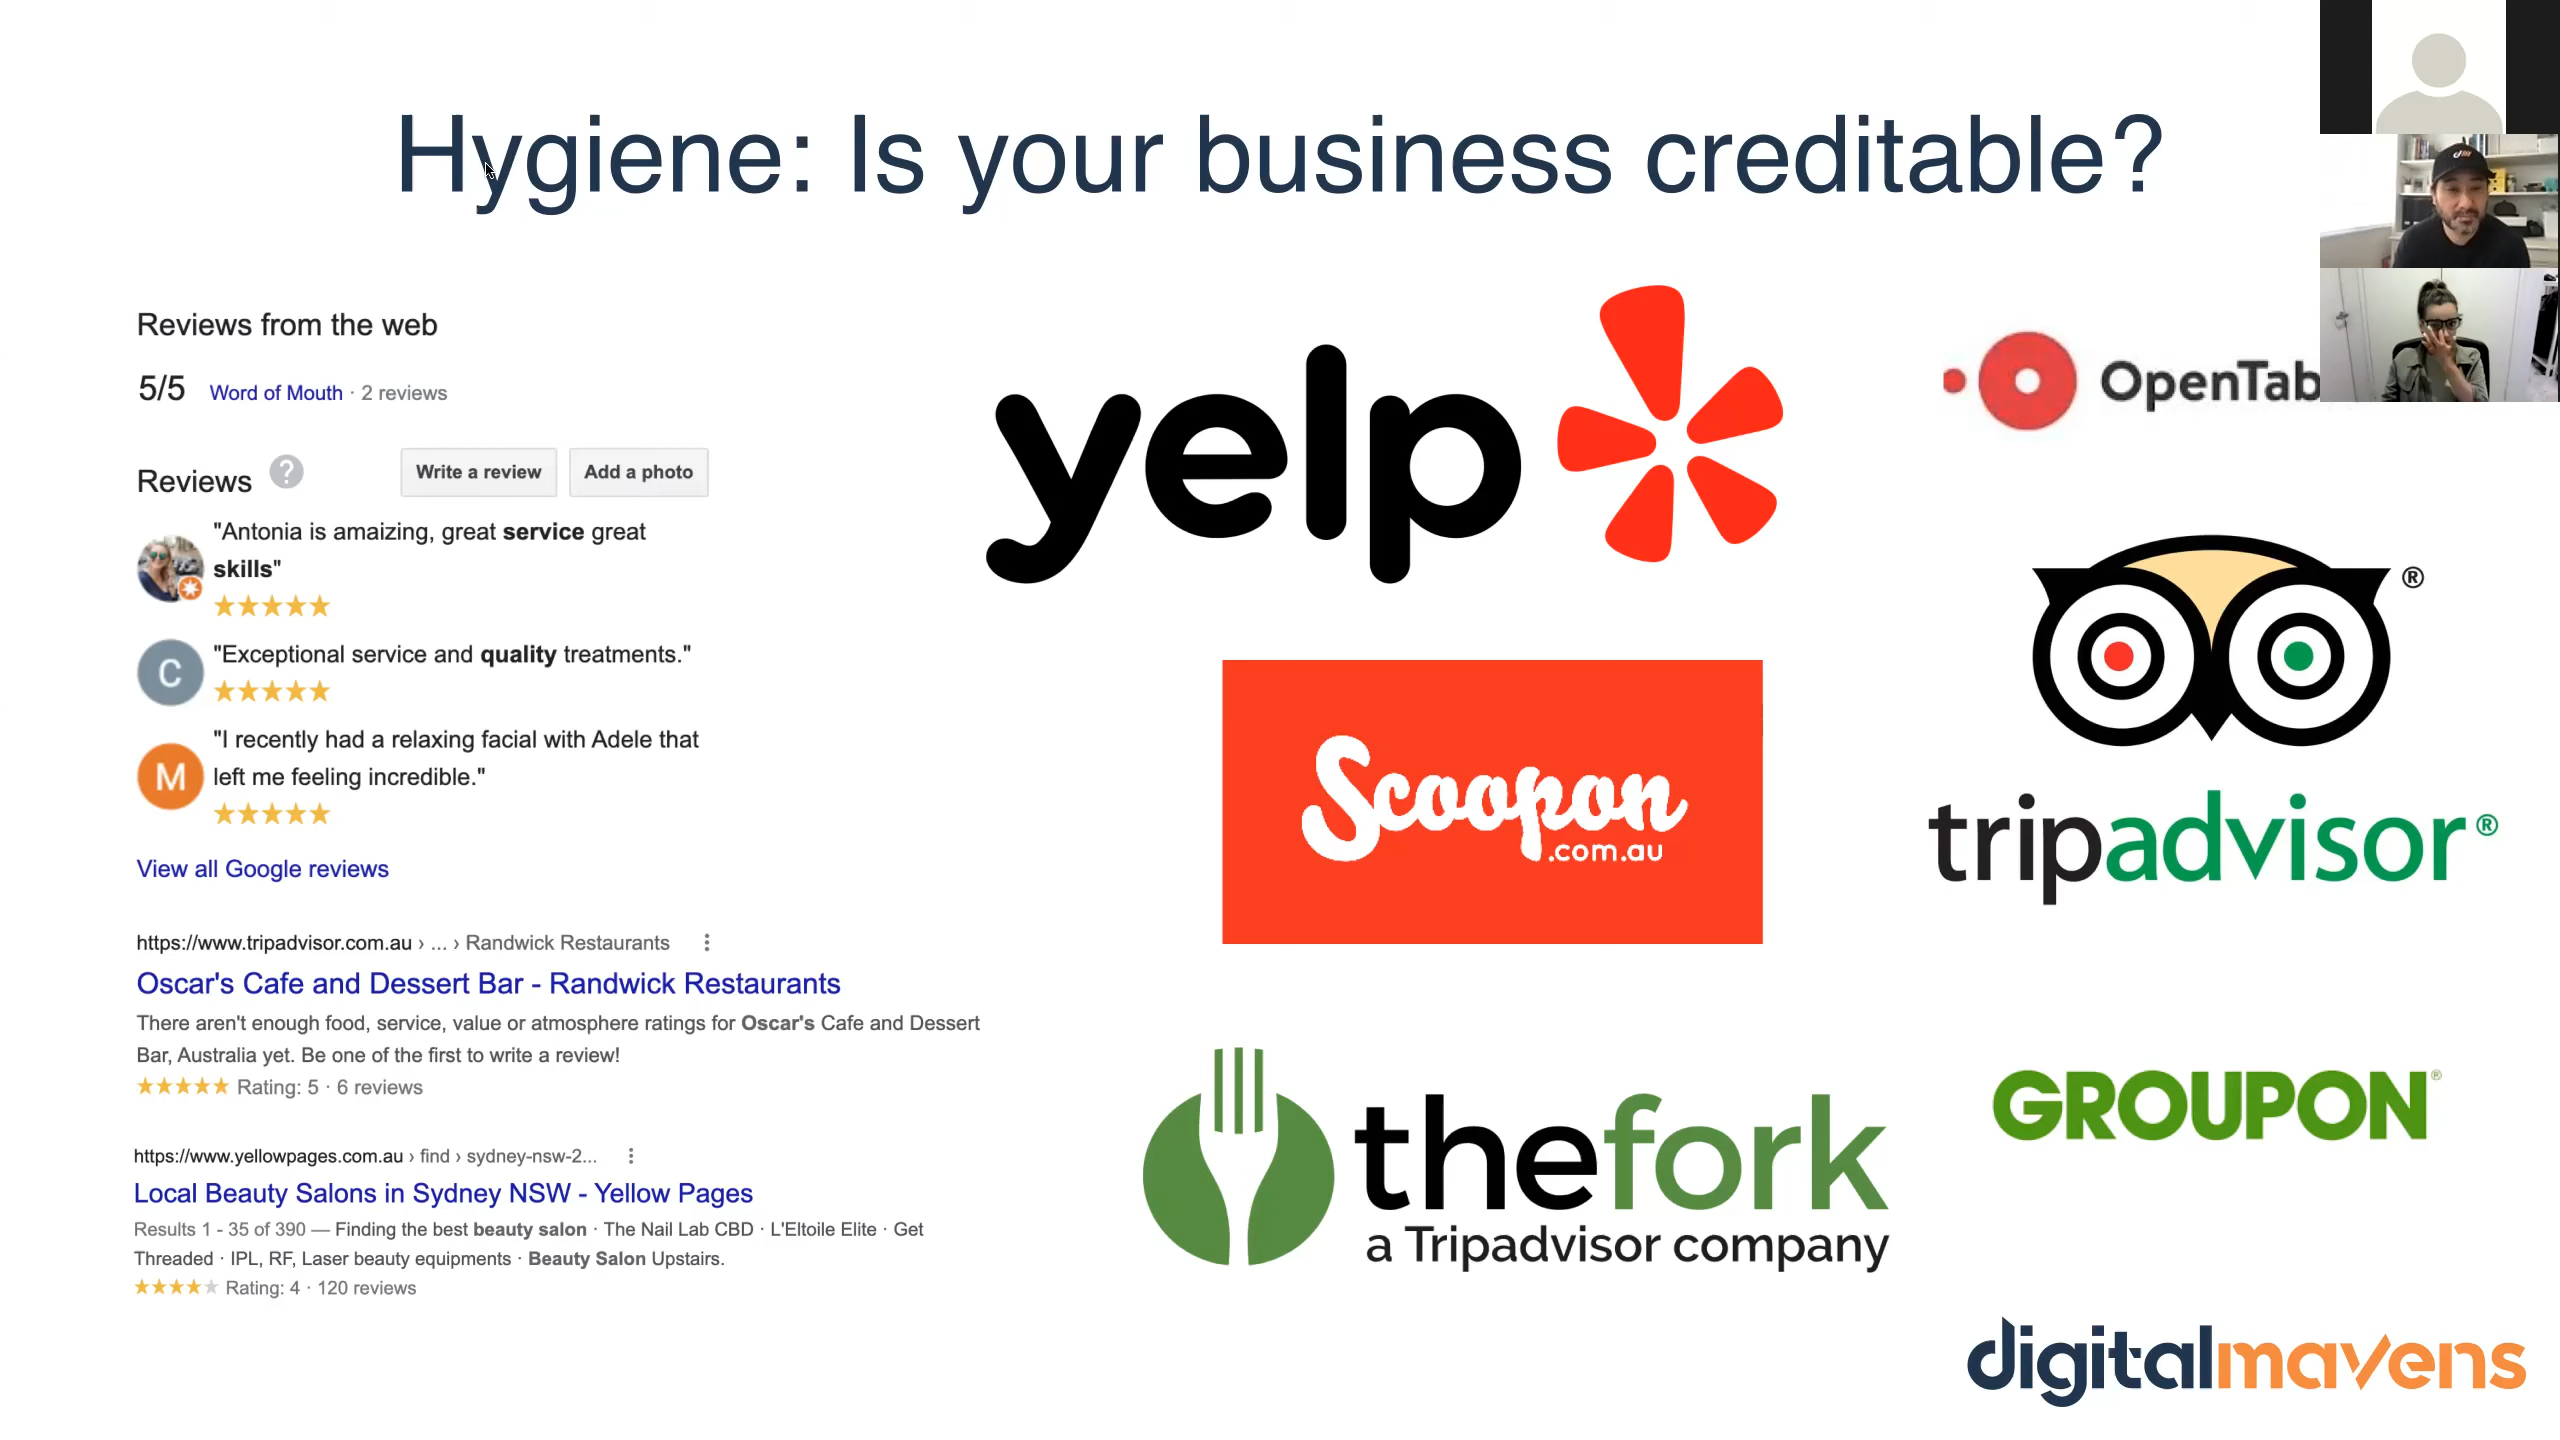 Hygiene: Is your business creditable?
Reviews from the web
5/5 Word of Mouth · 2 reviews
Reviews ? Write a review Add a photo
"Antonia is amaizing, great service great
skills"
C
"Exceptional service and quality treatments."
M
"I recently had a relaxing facial with Adele that
left me feeling incredible."
View all Google reviews
https://www.tripadvisor.com.au › ... › Randwick Restaurants
Oscar's Cafe and Dessert Bar - Randwick Restaurants
There aren't enough food, service, value or atmosphere ratings for Oscar's Cafe and Dessert
Bar, Australia yet. Be one of the first to write a review!
Rating: 5 · 6 reviews
https://www.yellowpages.com.au › find › sydney-nsw-2...
Local Beauty Salons in Sydney NSW - Yellow Pages
Results 1 - 35 of 390 — Finding the best beauty salon · The Nail Lab CBD · L'Eltoile Elite · Get
Threaded · IPL, RF, Laser beauty equipments · Beauty Salon Upstairs.
Rating: 4 · 120 reviews
yelp
OpenTab
Scoopon
.com.au
®
tripadvisor®
thefork
a Tripadvisor company
GROUPON®
digitalmavens